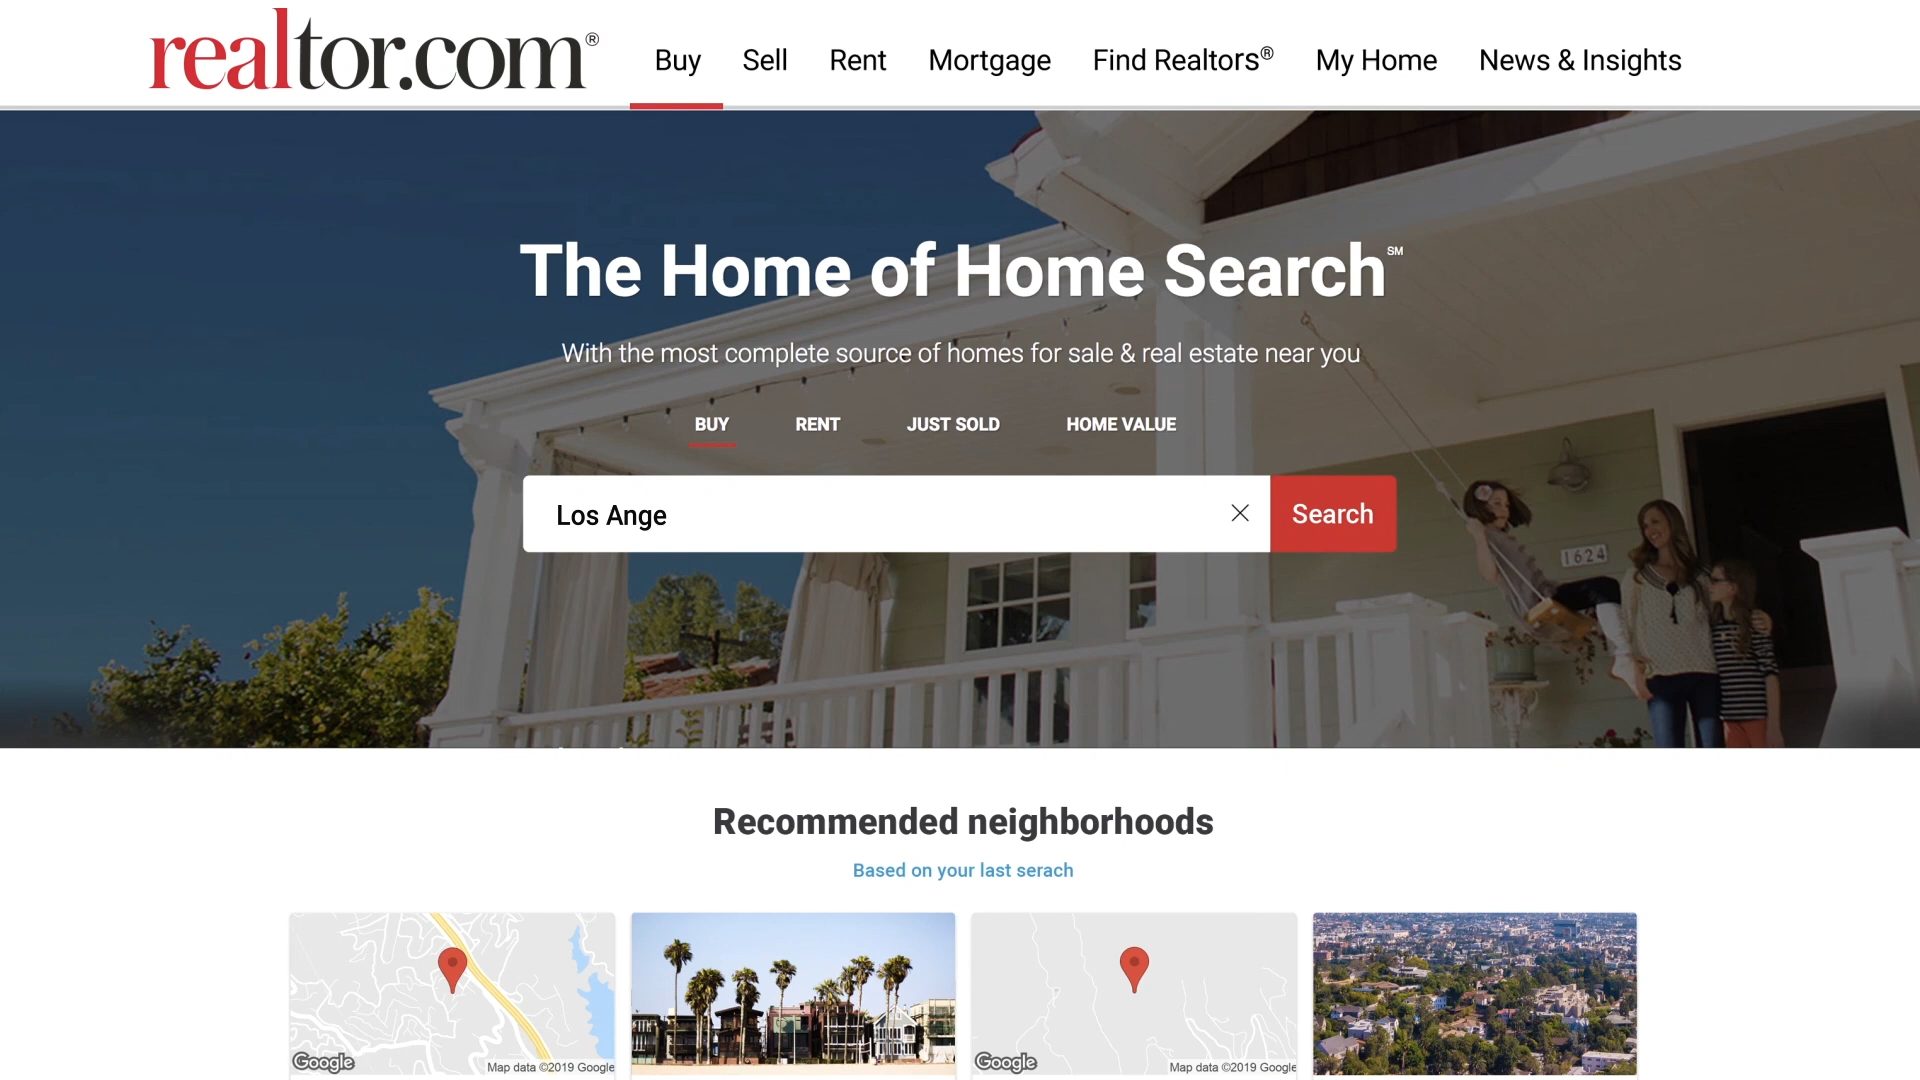 realtor.com®
Buy Sell Rent Mortgage Find Realtors® My Home News & Insights
The Home of Home Search℠
With the most complete source of homes for sale & real estate near you
BUY RENT JUST SOLD HOME VALUE
Los Ange
Search
1624
Recommended neighborhoods
Based on your last serach
Google
Map data ©2019 Google
Google
Map data ©2019 Google